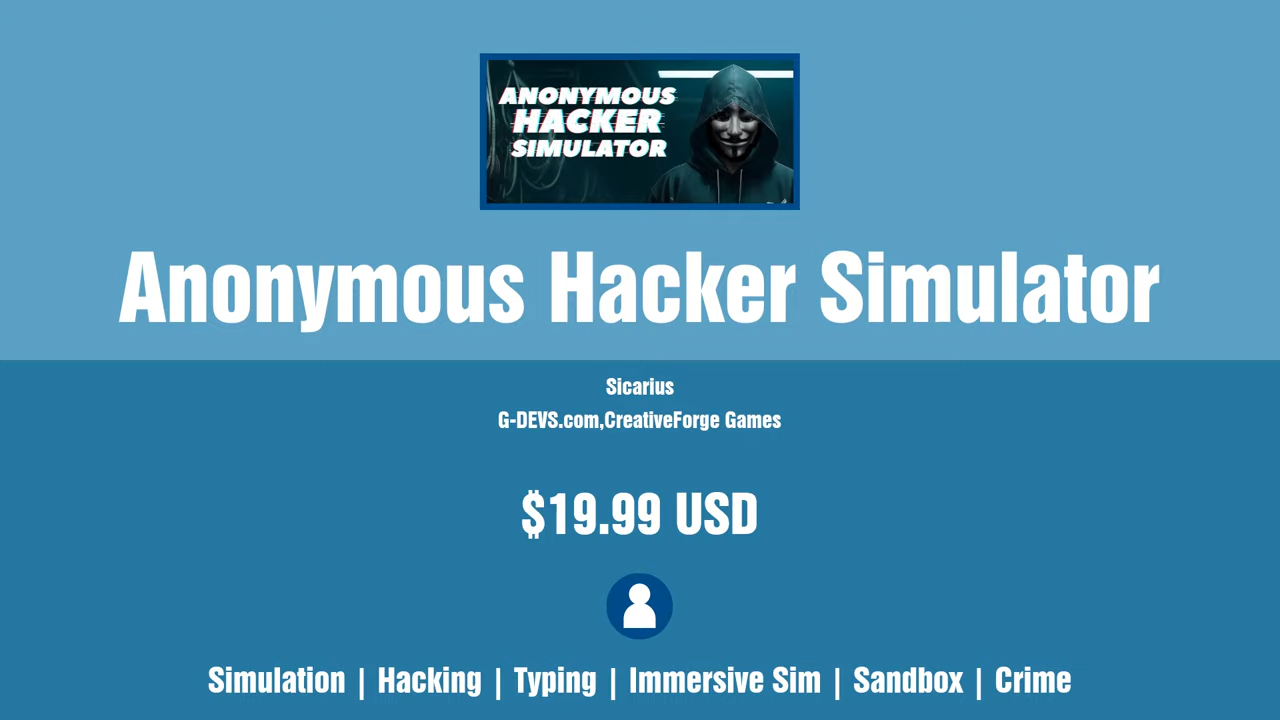 ANONYMOUS
HACKER
SIMULATOR
Anonymous Hacker Simulator
Sicarius
G-DEVS.com,CreativeForge Games
$19.99 USD
Simulation | Hacking | Typing | Immersive Sim | Sandbox | Crime